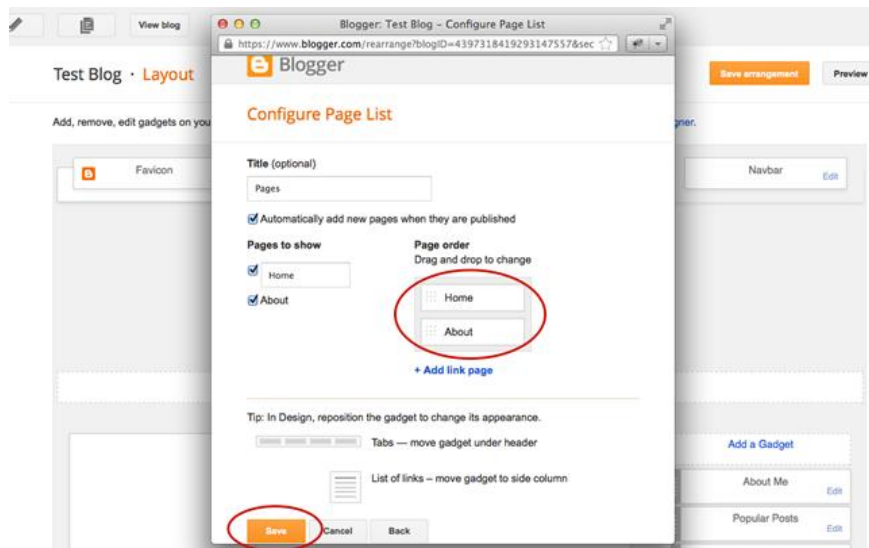 View blog
Blogger: Test Blog – Configure Page List
https://www.blogger.com/rearrange?blogID=4397318419293147557&sec
Blogger
Test Blog · Layout
Save arrangement
Preview
Configure Page List
Add, remove, edit gadgets on you
gner.
Title (optional)
Favicon
Navbar
Edit
Pages
Automatically add new pages when they are published
Pages to show
Page order
Drag and drop to change
Home
Home
About
About
+ Add link page
Tip: In Design, reposition the gadget to change its appearance.
Tabs — move gadget under header
Add a Gadget
List of links – move gadget to side column
About Me
Edit
Popular Posts
Edit
Save
Cancel
Back